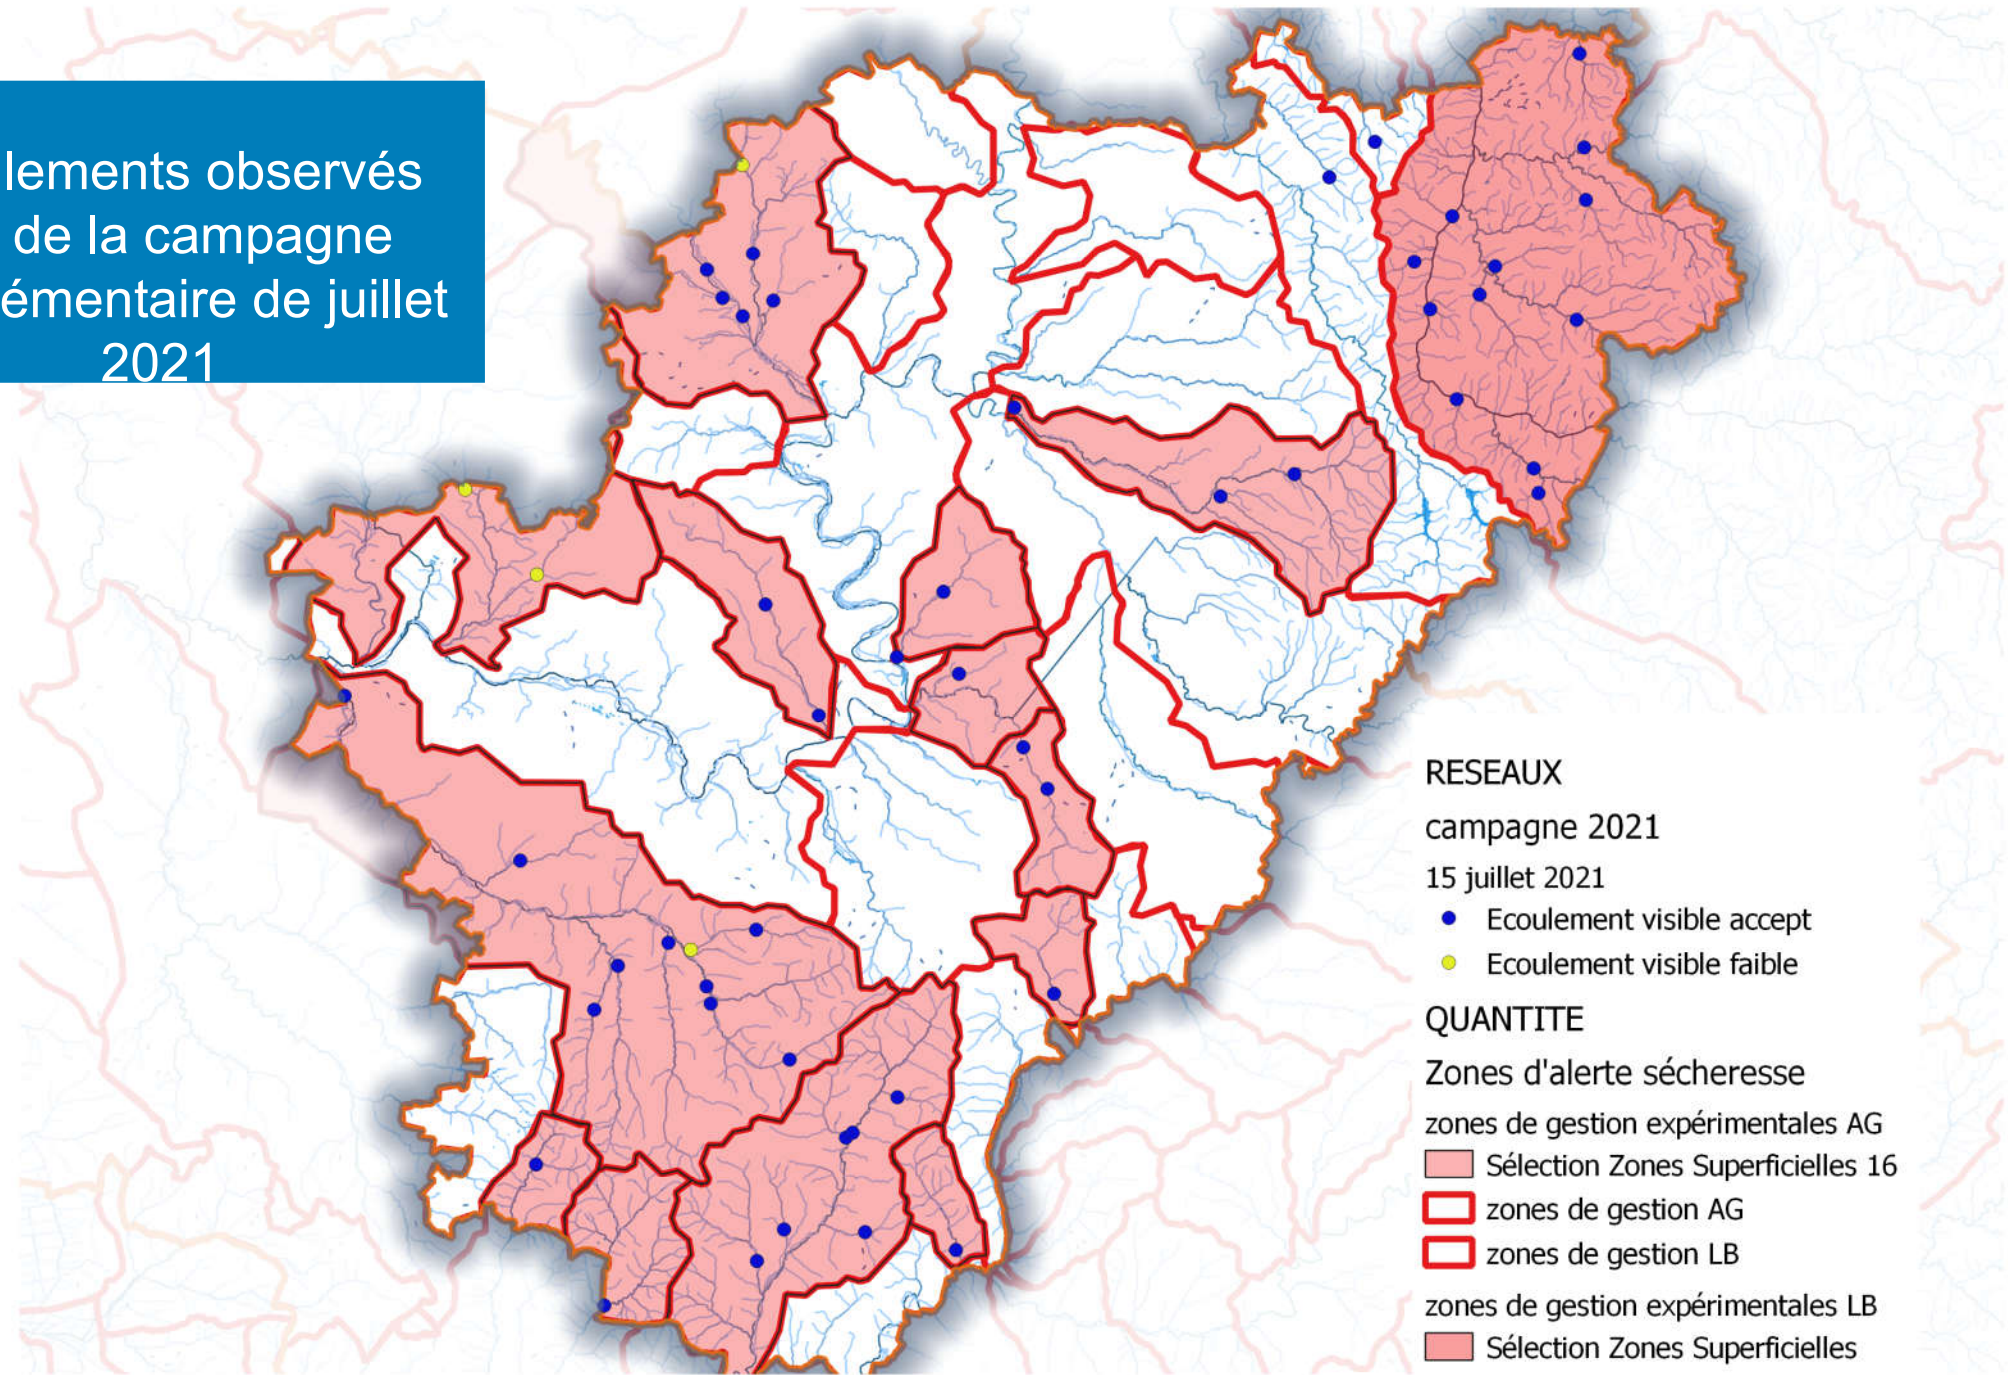 lements observés
de la campagne
émentaire de juillet
2021
RESEAUX
campagne 2021
15 juillet 2021
Ecoulement visible accept
Ecoulement visible faible
QUANTITE
Zones d'alerte sécheresse
zones de gestion expérimentales AG
Sélection Zones Superficielles 16
zones de gestion AG
zones de gestion LB
zones de gestion expérimentales LB
Sélection Zones Superficielles